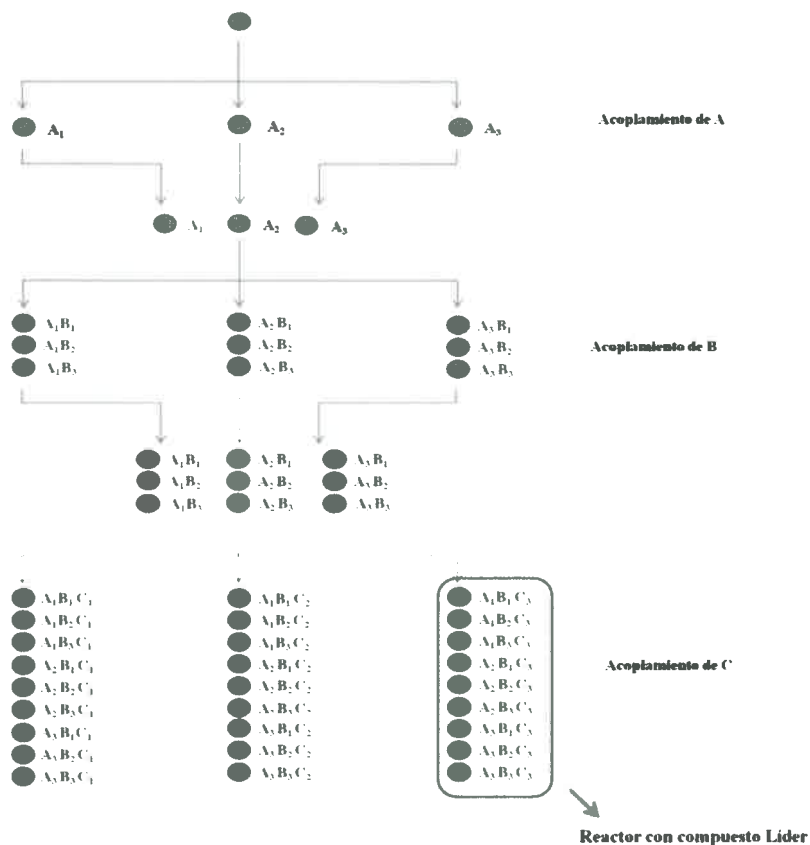 A₁ A₂ A₃ Acoplamiento de A
A₁ A₂ A₃
A₁B₁ A₂B₁ A₃B₁
A₁B₂ A₂B₂ A₃B₂ Acoplamiento de B
A₁B₃ A₂B₃ A₃B₃
A₁B₁ A₂B₁ A₃B₁
A₁B₂ A₂B₂ A₃B₂
A₁B₃ A₂B₃ A₃B₃
A₁B₁C₁ A₁B₁C₂ A₁B₁C₃
A₁B₂C₁ A₁B₂C₂ A₁B₂C₃
A₁B₃C₁ A₁B₃C₂ A₁B₃C₃
A₂B₁C₁ A₂B₁C₂ A₂B₁C₃ Acoplamiento de C
A₂B₂C₁ A₂B₂C₂ A₂B₂C₃
A₂B₃C₁ A₂B₃C₂ A₂B₃C₃
A₃B₁C₁ A₃B₁C₂ A₃B₁C₃
A₃B₂C₁ A₃B₂C₂ A₃B₂C₃
A₃B₃C₁ A₃B₃C₂ A₃B₃C₃
Reactor con compuesto Lider